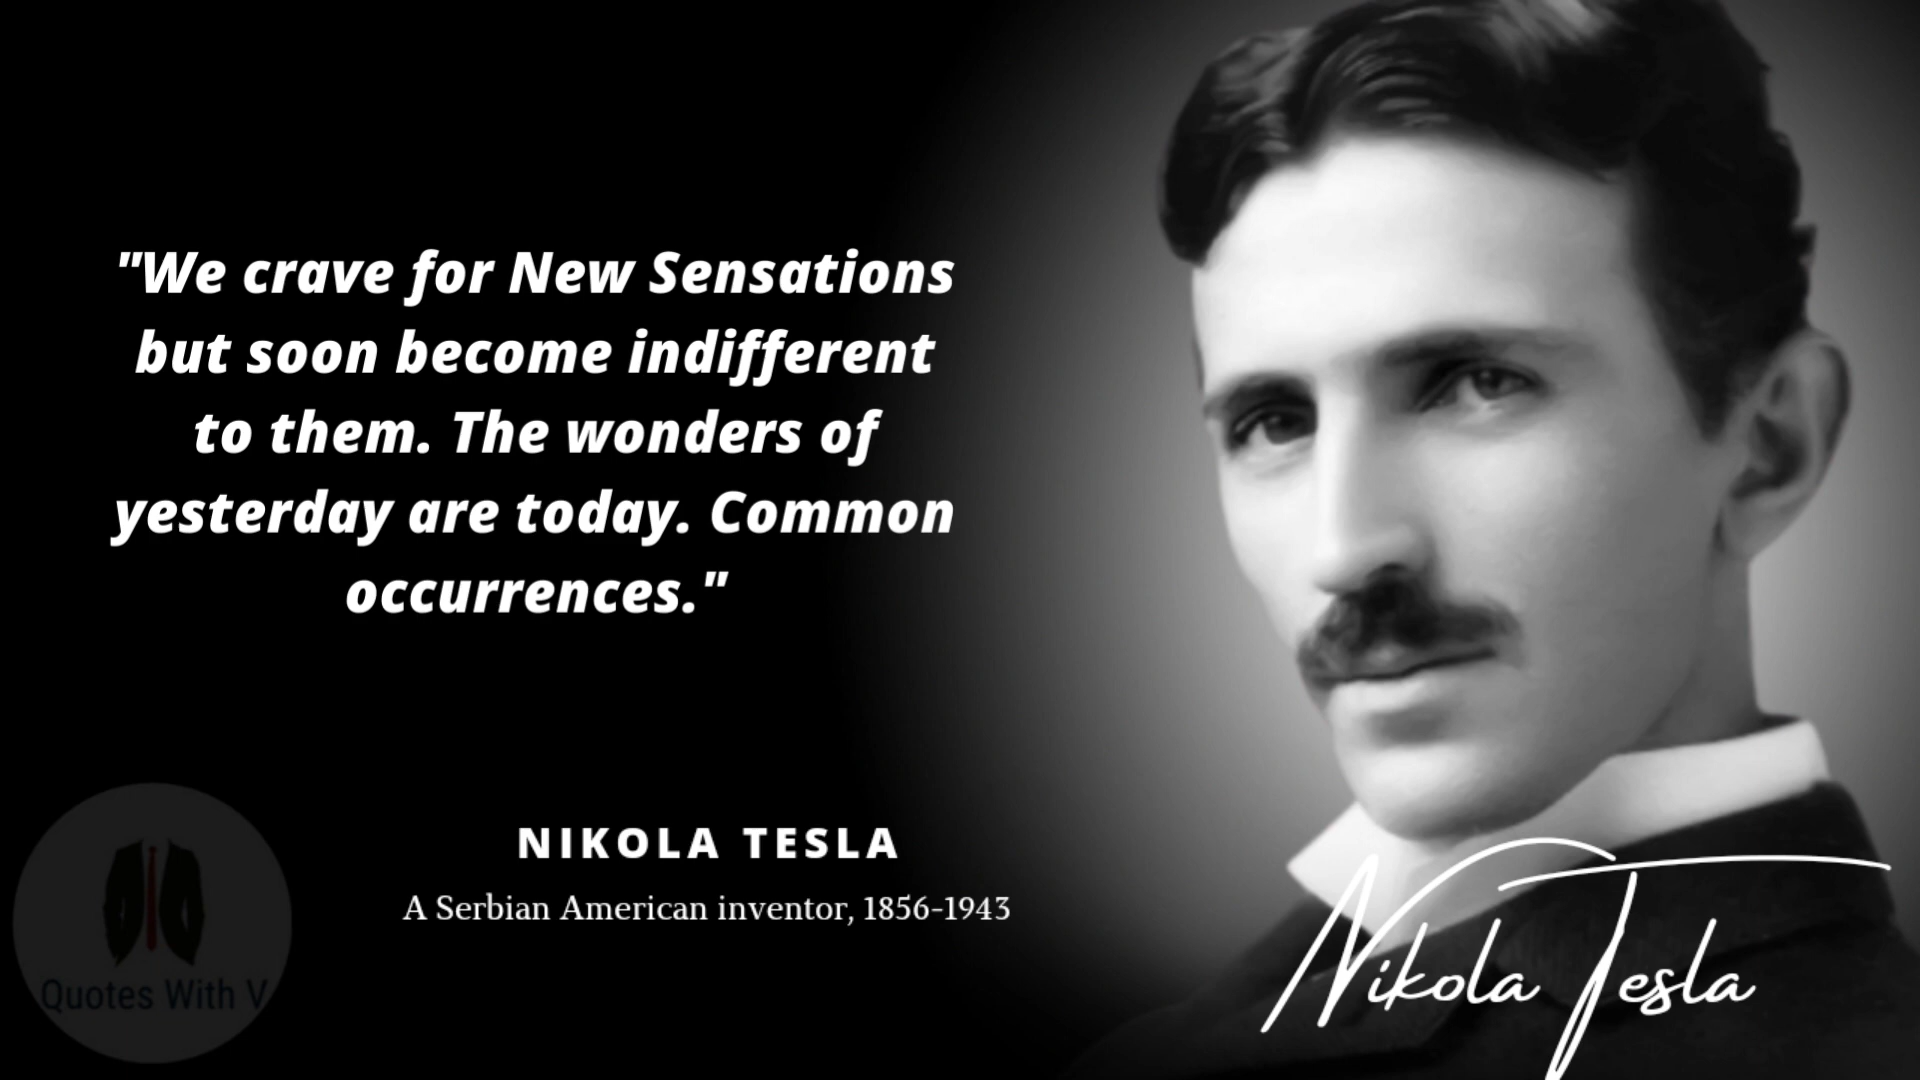 "We crave for New Sensations
but soon become indifferent
to them. The wonders of
yesterday are today. Common
occurrences."
NIKOLA TESLA
A Serbian American inventor, 1856-1943
Quotes With V
Nikola Tesla